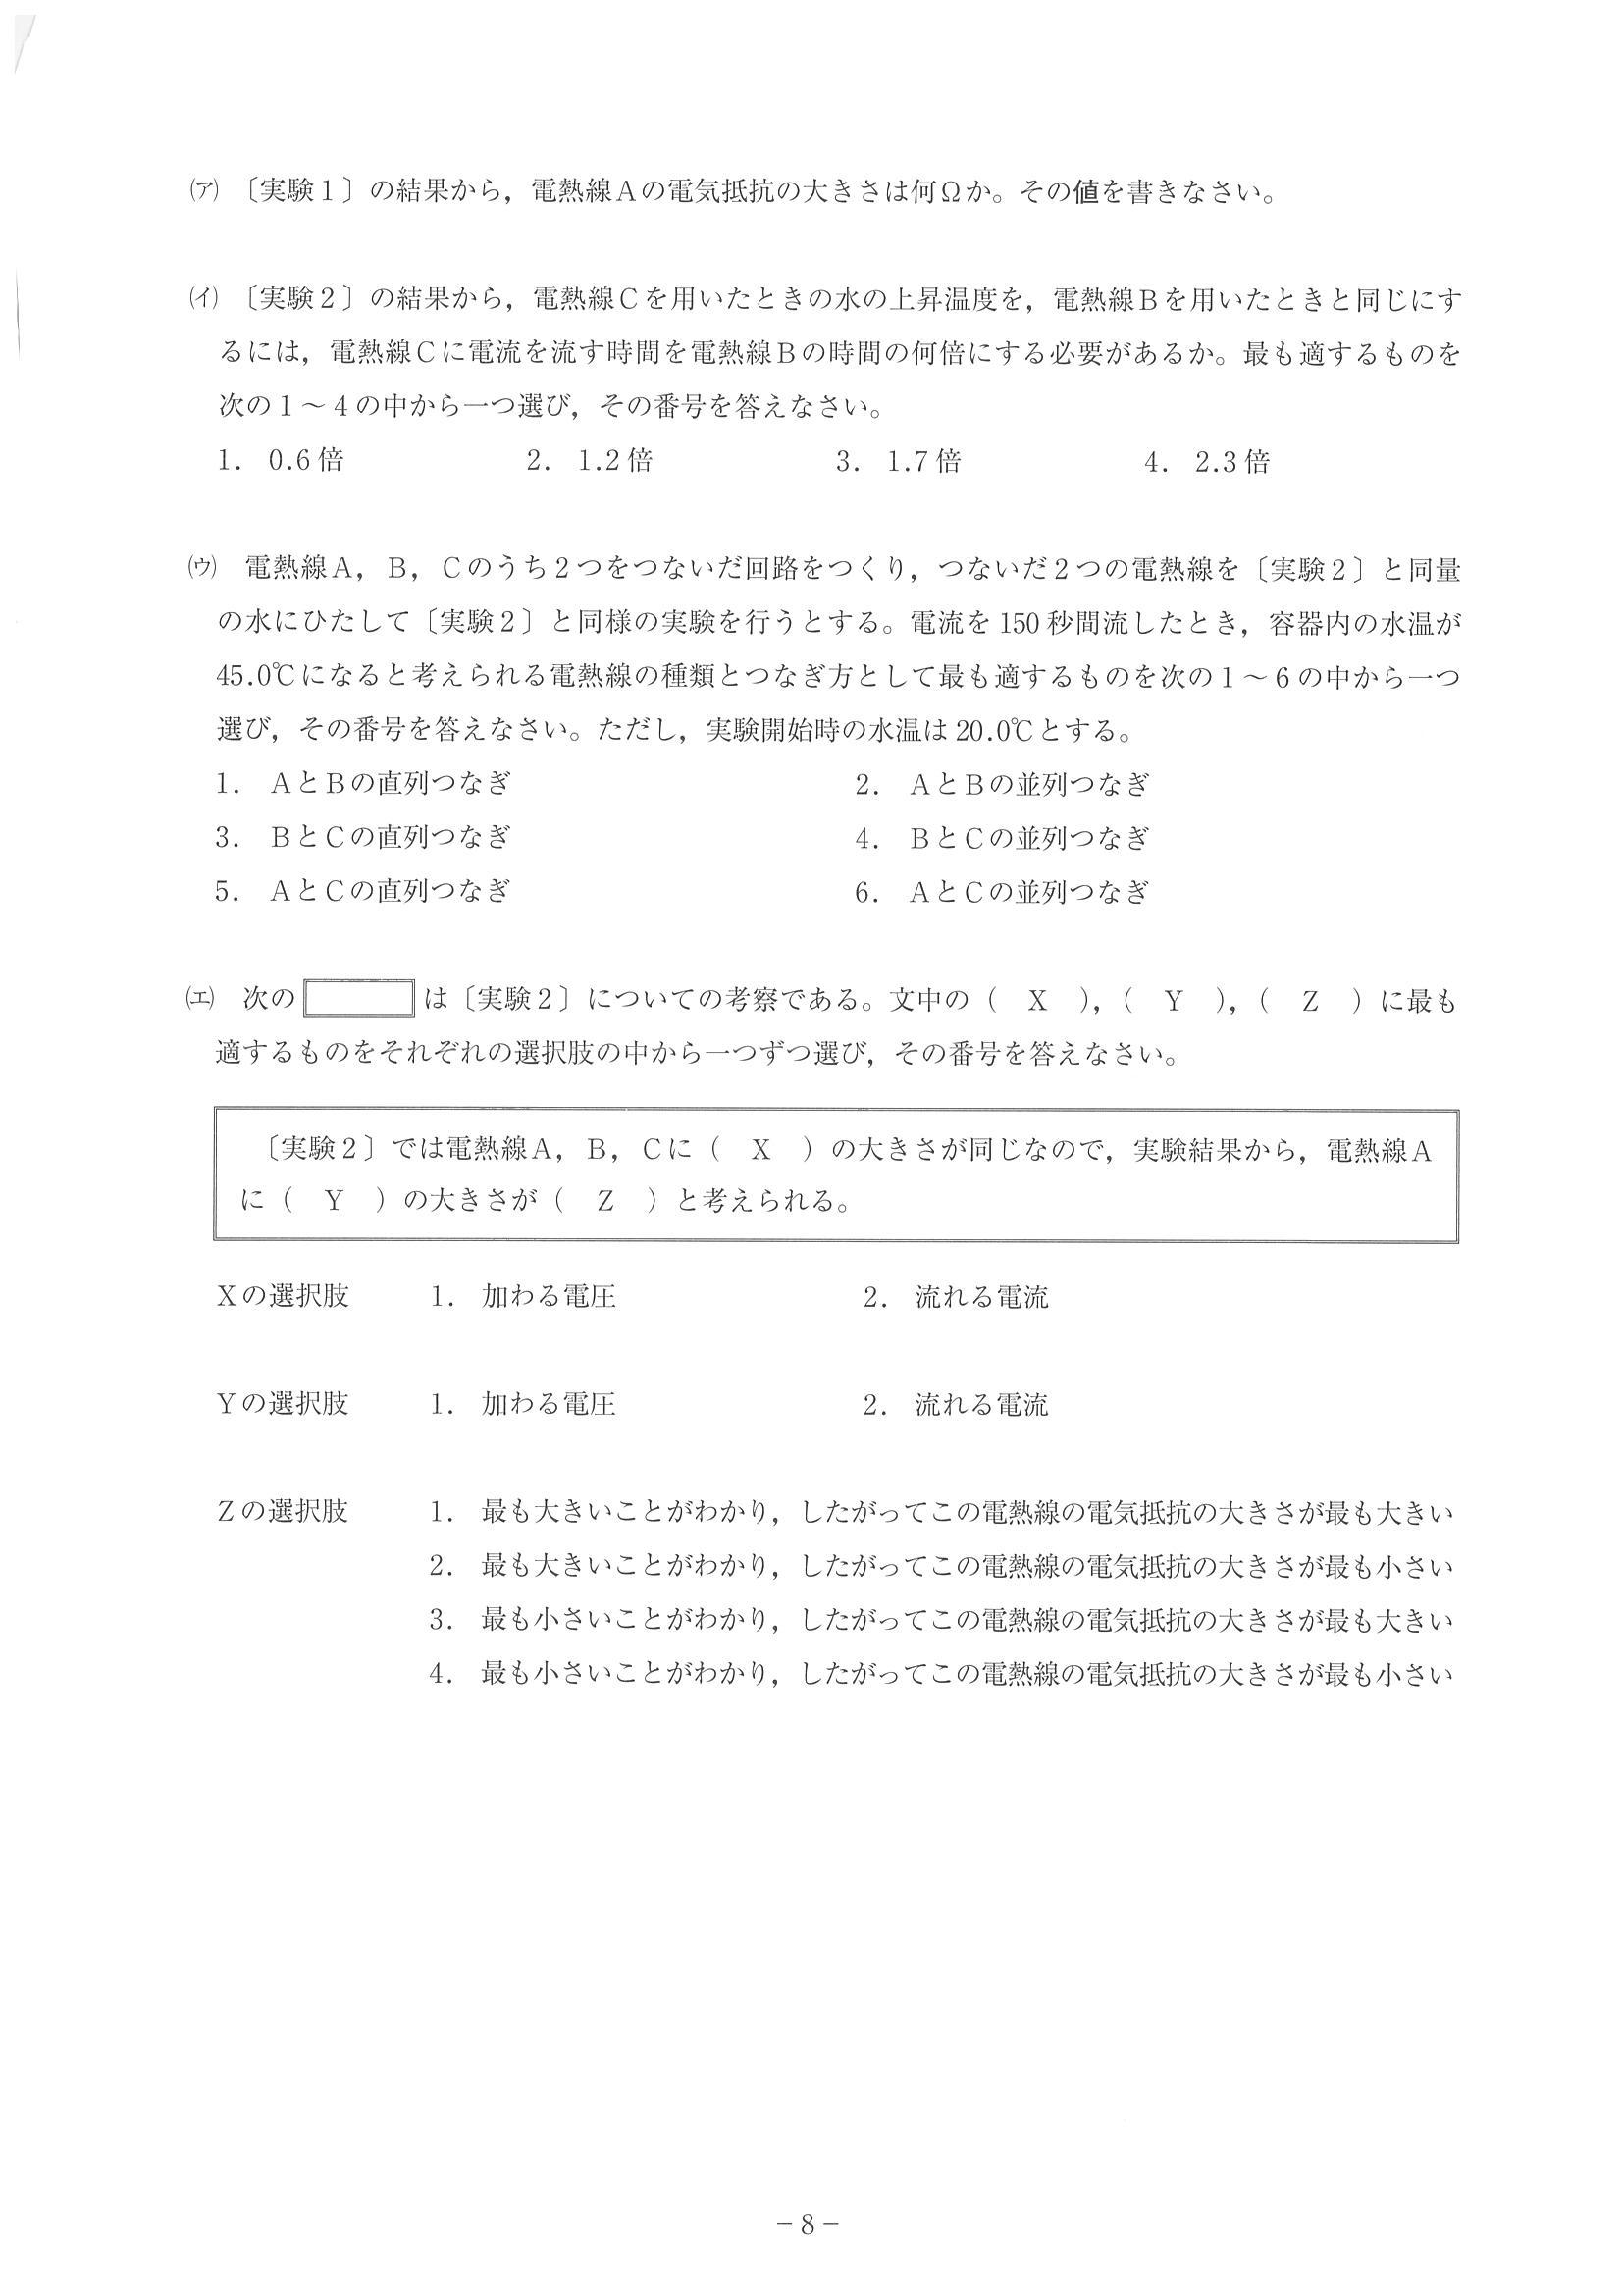 (ア) 〔実験1〕の結果から，電熱線Aの電気抵抗の大きさは何Ωか。その値を書きなさい。
(イ) 〔実験2〕の結果から，電熱線Cを用いたときの水の上昇温度を，電熱線Bを用いたときと同じにす
るには，電熱線Cに電流を流す時間を電熱線Bの時間の何倍にする必要があるか。最も適するものを
次の1～4の中から一つ選び，その番号を答えなさい。
1. 0.6倍 2. 1.2倍 3. 1.7倍 4. 2.3倍
(ウ) 電熱線A，B，Cのうち2つをつないだ回路をつくり，つないだ2つの電熱線を〔実験2〕と同量
の水にひたして〔実験2〕と同様の実験を行うとする。電流を150秒間流したとき，容器内の水温が
45.0℃になると考えられる電熱線の種類とつなぎ方として最も適するものを次の1～6の中から一つ
選び，その番号を答えなさい。ただし，実験開始時の水温は20.0℃とする。
1. AとBの直列つなぎ 2. AとBの並列つなぎ
3. BとCの直列つなぎ 4. BとCの並列つなぎ
5. AとCの直列つなぎ 6. AとCの並列つなぎ
(エ) 次の は〔実験2〕についての考察である。文中の（ X ），（ Y ），（ Z ）に最も
適するものをそれぞれの選択肢の中から一つずつ選び，その番号を答えなさい。
〔実験2〕では電熱線A，B，Cに（ X ）の大きさが同じなので，実験結果から，電熱線A
に（ Y ）の大きさが（ Z ）と考えられる。
Xの選択肢 1. 加わる電圧 2. 流れる電流
Yの選択肢 1. 加わる電圧 2. 流れる電流
Zの選択肢 1. 最も大きいことがわかり，したがってこの電熱線の電気抵抗の大きさが最も大きい
2. 最も大きいことがわかり，したがってこの電熱線の電気抵抗の大きさが最も小さい
3. 最も小さいことがわかり，したがってこの電熱線の電気抵抗の大きさが最も大きい
4. 最も小さいことがわかり，したがってこの電熱線の電気抵抗の大きさが最も小さい
－8－